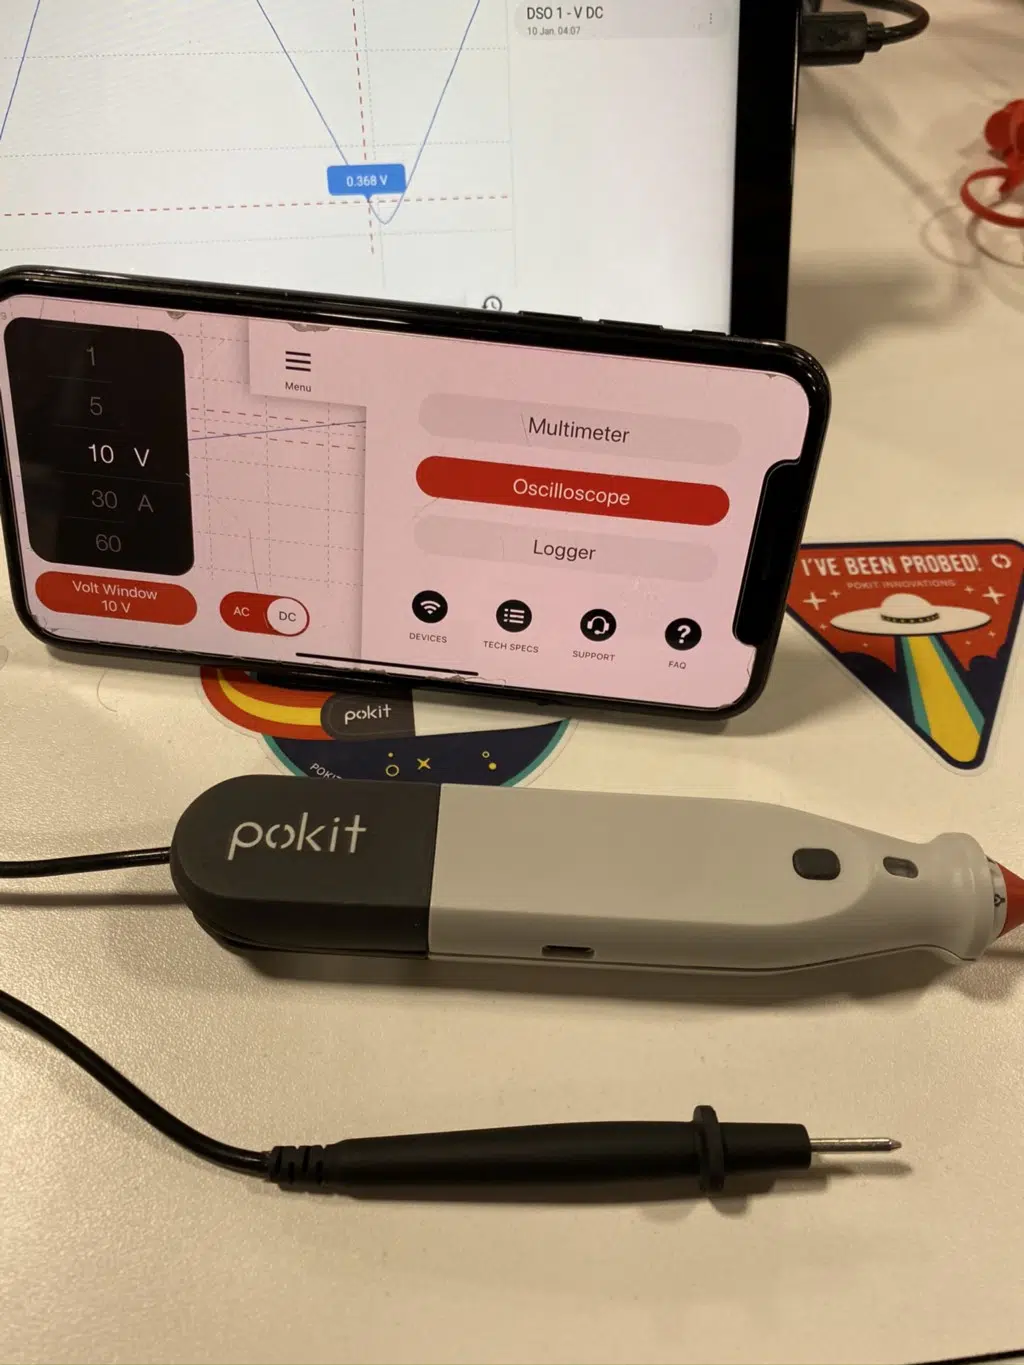 DSO 1 - V DC
10 Jan. 04:07
0.368 V
1
5
10 V
30 A
60
Volt Window
10 V
AC
DC
Menu
Multimeter
Oscilloscope
Logger
DEVICES
TECH SPECS
SUPPORT
?
FAQ
I'VE BEEN PROBED!
POKIT INNOVATIONS
pokit
POKIT
pokit